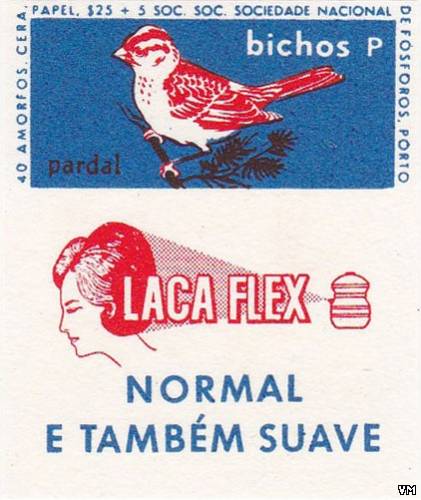 40 AMORFOS, CERA,
PAPEL, $25 + 5 SOC. SOC. SOCIEDADE NACIONAL
DE FÓSFOROS, PORTO
bichos P
pardal
LACA FLEX
NORMAL
E TAMBÉM SUAVE
VM